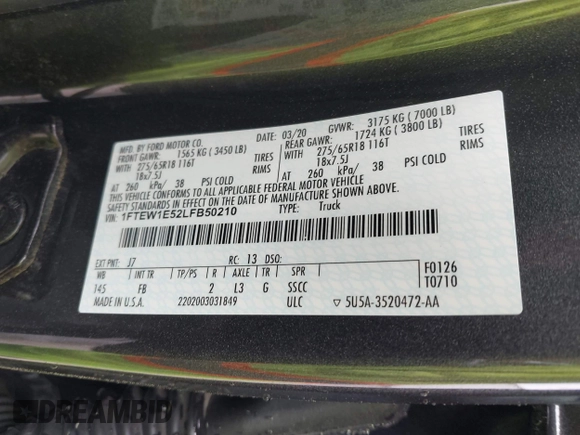 MFD. BY FORD MOTOR CO.
DATE: 03/20 GVWR: 3175 KG ( 7000 LB)
FRONT GAWR: 1565 KG ( 3450 LB) REAR GAWR: 1724 KG ( 3800 LB)
WITH 275/65R18 116T TIRES WITH 275/65R18 116T TIRES
18x7.5J RIMS 18x7.5J RIMS
AT 260 kPa/ 38 PSI COLD AT 260 kPa/ 38 PSI COLD
THIS VEHICLE CONFORMS TO ALL APPLICABLE FEDERAL MOTOR VEHICLE
SAFETY STANDARDS IN EFFECT ON THE DATE OF MANUFACTURE SHOWN ABOVE.
VIN: 1FTEW1E52LFB50210 TYPE: Truck
EXT PNT: J7 RC: 13 DSO:
WB INT TR TP/PS R AXLE TR SPR F0126
145 FB 2 L3 G SSCC T0710
MADE IN U.S.A. 2202003031849 ULC 5U5A-3520472-AA
DREAMBID